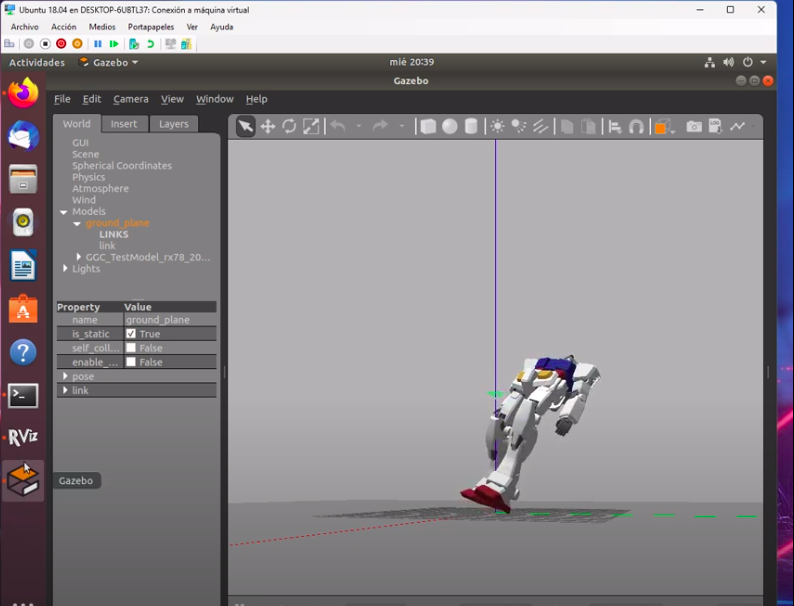 Ubuntu 18.04 en DESKTOP-6UBTL37: Conexión a máquina virtual
Archivo Acción Medios Portapapeles Ver Ayuda
Actividades Gazebo mié 20:39
Gazebo
File Edit Camera View Window Help
World Insert Layers
GUI
Scene
Spherical Coordinates
Physics
Atmosphere
Wind
Models
ground_plane
LINKS
link
GGC_TestModel_rx78_20...
Lights
Property Value
name ground_plane
is_static True
self_coll... False
enable_... False
pose
link
RViz
Gazebo